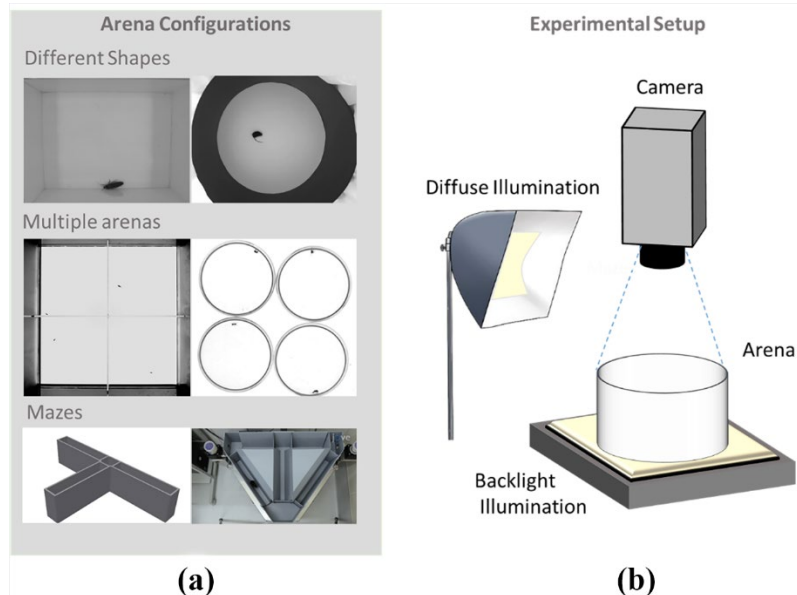 Arena Configurations
Different Shapes
Multiple arenas
Mazes
(a)
Experimental Setup
Camera
Diffuse Illumination
Arena
Backlight
Illumination
(b)